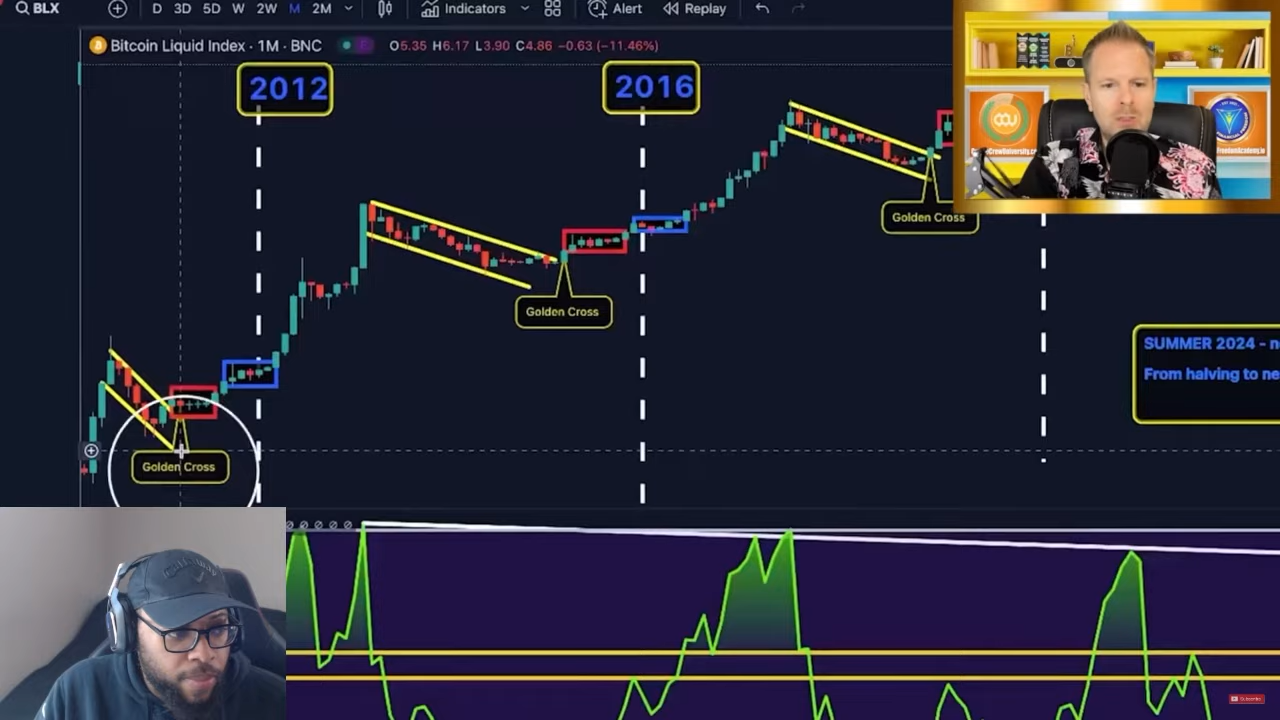 BLX
D 3D 5D W 2W M 2M
Indicators
Alert
Replay
Bitcoin Liquid Index · 1M · BNC
O5.35 H6.17 L3.90 C4.86 −0.63 (−11.46%)
2012
2016
Golden Cross
Golden Cross
Golden Cross
SUMMER 2024 - n
From halving to ne
Subscribe